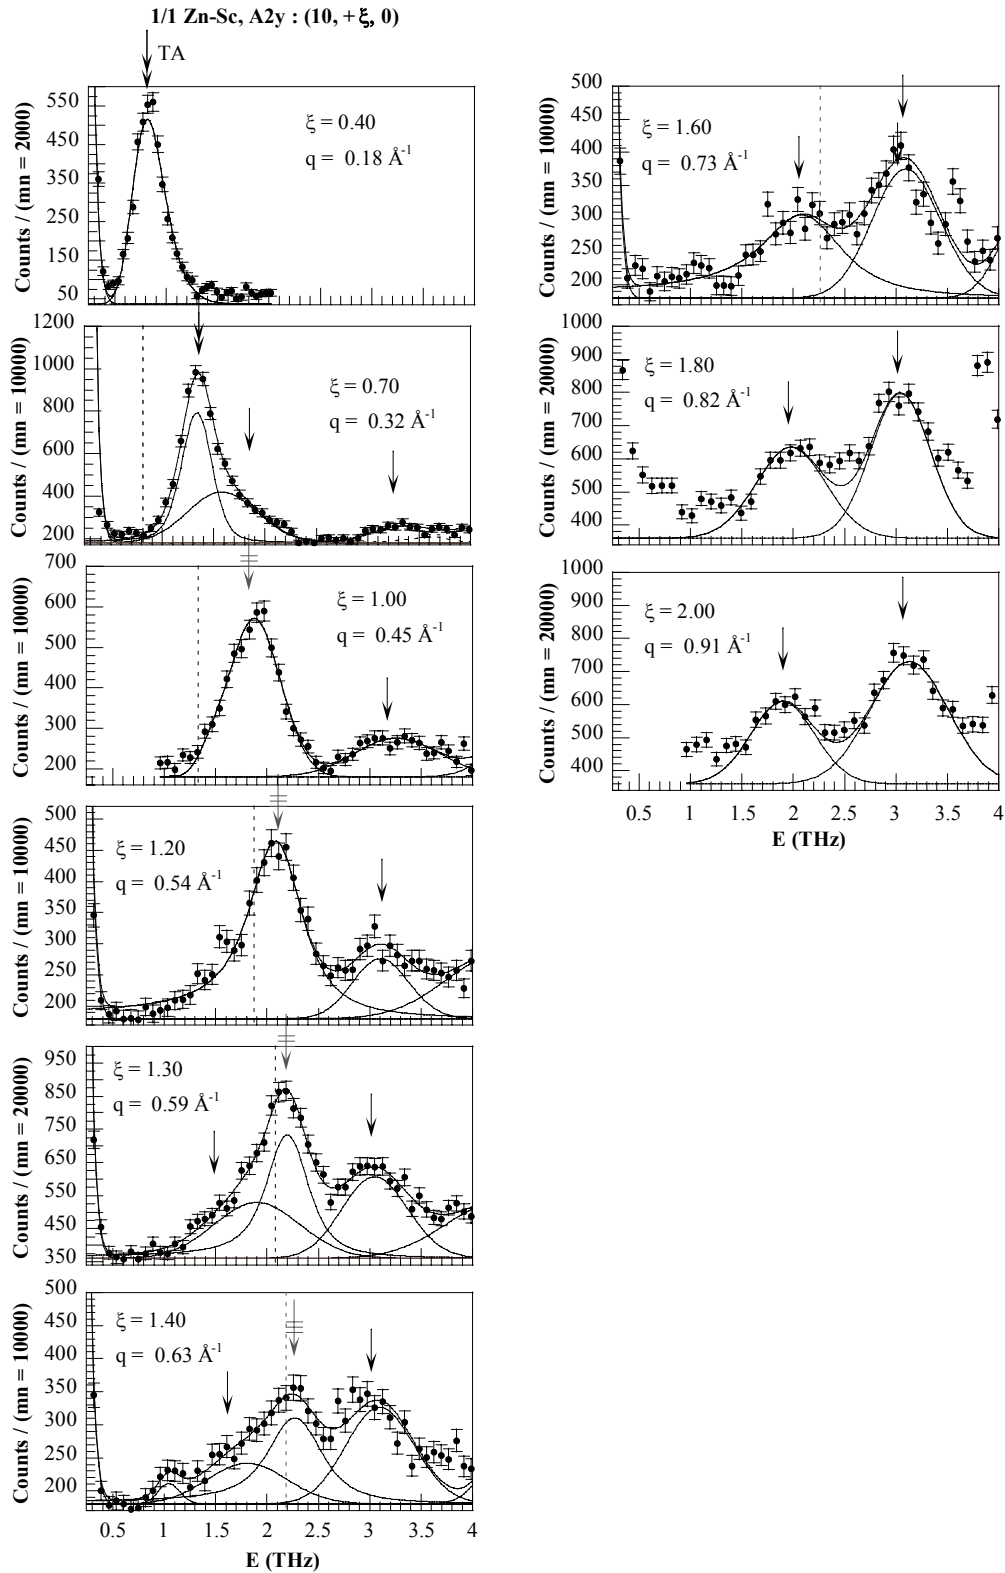 1/1 Zn-Sc, A2y : (10, +ξ, 0)
TA
Counts / (mn = 2000)
550
450
350
250
150
50
ξ = 0.40
q = 0.18 Å⁻¹
Counts / (mn = 10000)
1200
1000
800
600
400
200
ξ = 0.70
q = 0.32 Å⁻¹
Counts / (mn = 10000)
700
600
500
400
300
200
ξ = 1.00
q = 0.45 Å⁻¹
Counts / (mn = 10000)
500
450
400
350
300
250
200
ξ = 1.20
q = 0.54 Å⁻¹
Counts / (mn = 20000)
950
850
750
650
550
450
350
ξ = 1.30
q = 0.59 Å⁻¹
Counts / (mn = 10000)
500
450
400
350
300
250
200
ξ = 1.40
q = 0.63 Å⁻¹
0.5 1 1.5 2 2.5 3 3.5 4
E (THz)
Counts / (mn = 10000)
500
450
400
350
300
250
200
ξ = 1.60
q = 0.73 Å⁻¹
Counts / (mn = 20000)
1000
900
800
700
600
500
400
ξ = 1.80
q = 0.82 Å⁻¹
Counts / (mn = 20000)
1000
900
800
700
600
500
400
ξ = 2.00
q = 0.91 Å⁻¹
0.5 1 1.5 2 2.5 3 3.5 4
E (THz)